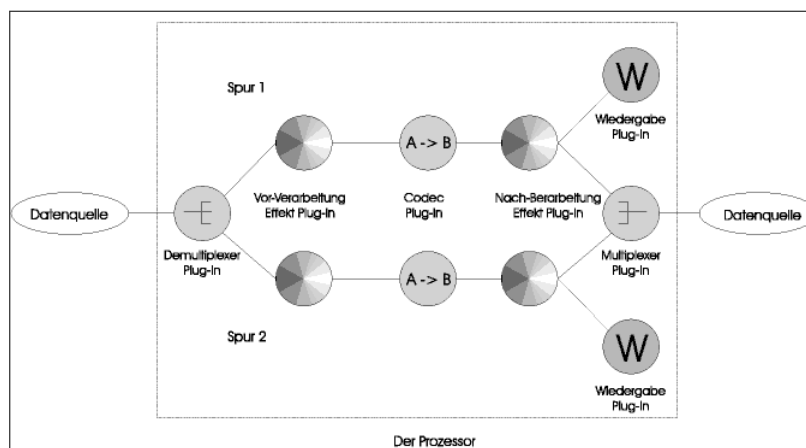 Spur 1
W
Wiedergabe
Plug-In
A -> B
Vor-Verarbeitung
Effekt Plug-In
Codec
Plug-In
Nach-Berarbeitung
Effekt Plug-In
Datenquelle
Demultiplexer
Plug-In
Multiplexer
Plug-In
Datenquelle
A -> B
Spur 2
W
Wiedergabe
Plug-In
Der Prozessor